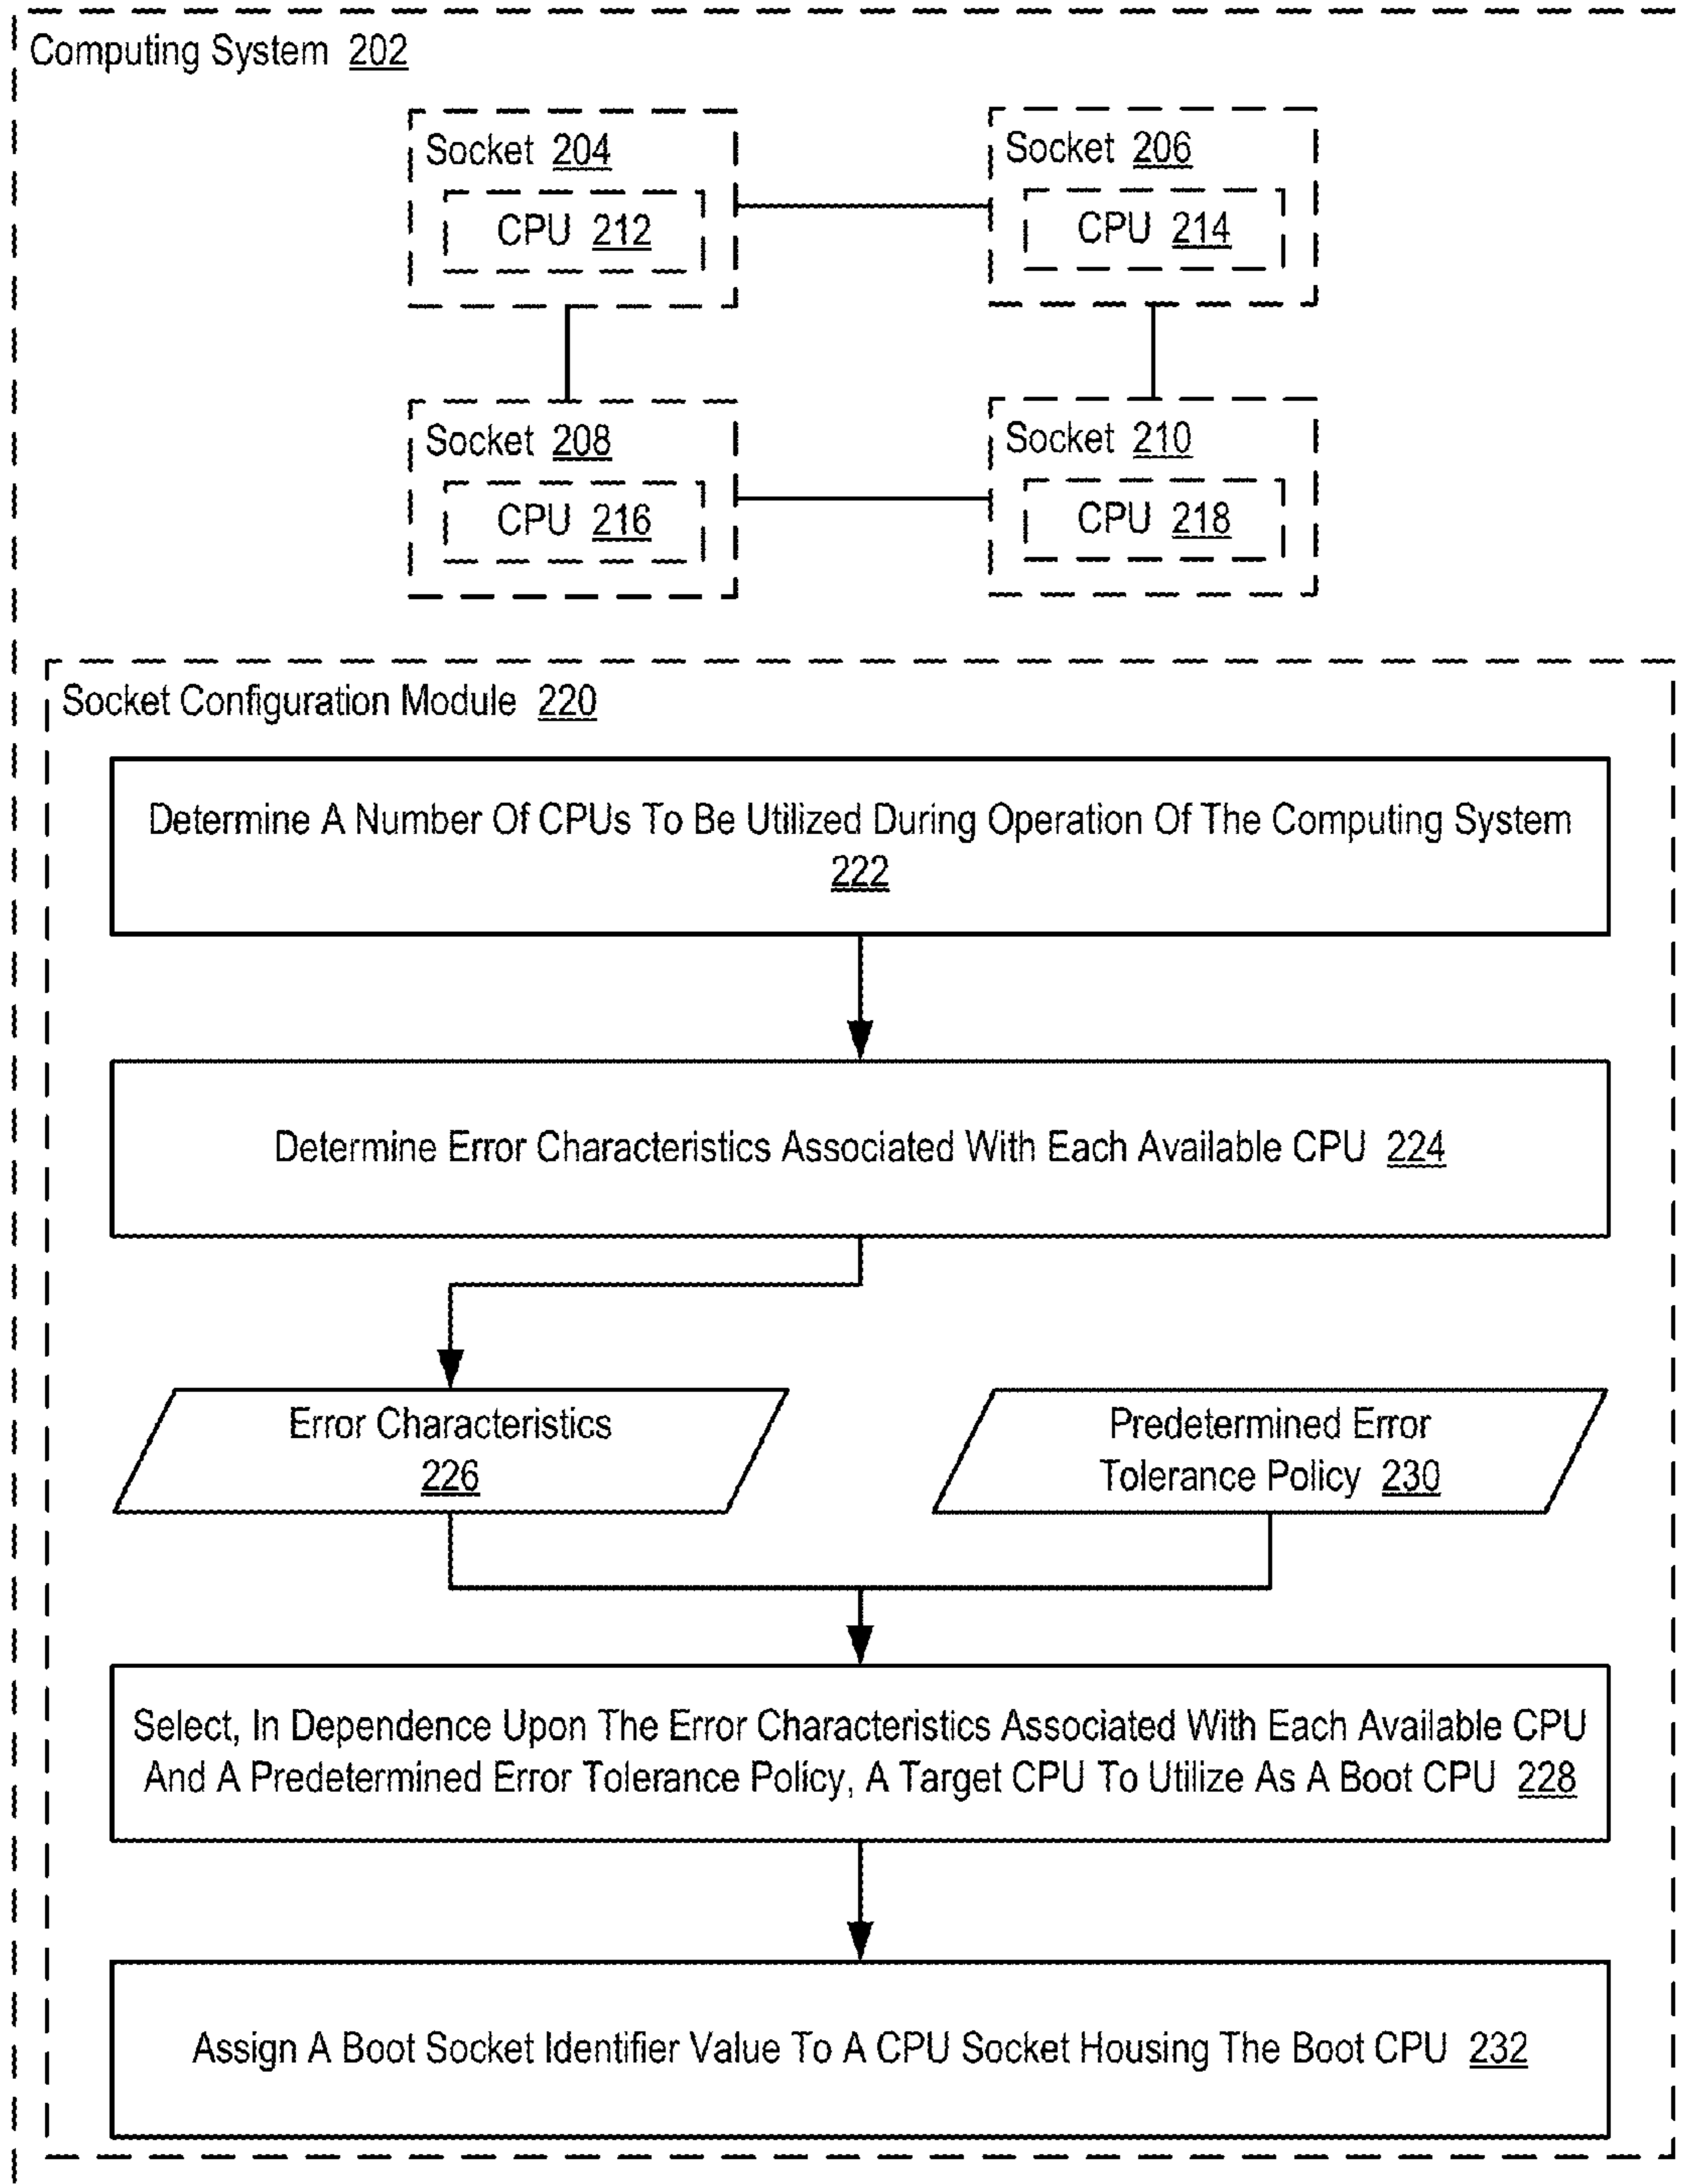 Computing System 202
Socket 204
CPU 212
Socket 206
CPU 214
Socket 208
CPU 216
Socket 210
CPU 218
Socket Configuration Module 220
Determine A Number Of CPUs To Be Utilized During Operation Of The Computing System
222
Determine Error Characteristics Associated With Each Available CPU 224
Error Characteristics
226
Predetermined Error
Tolerance Policy 230
Select, In Dependence Upon The Error Characteristics Associated With Each Available CPU
And A Predetermined Error Tolerance Policy, A Target CPU To Utilize As A Boot CPU 228
Assign A Boot Socket Identifier Value To A CPU Socket Housing The Boot CPU 232